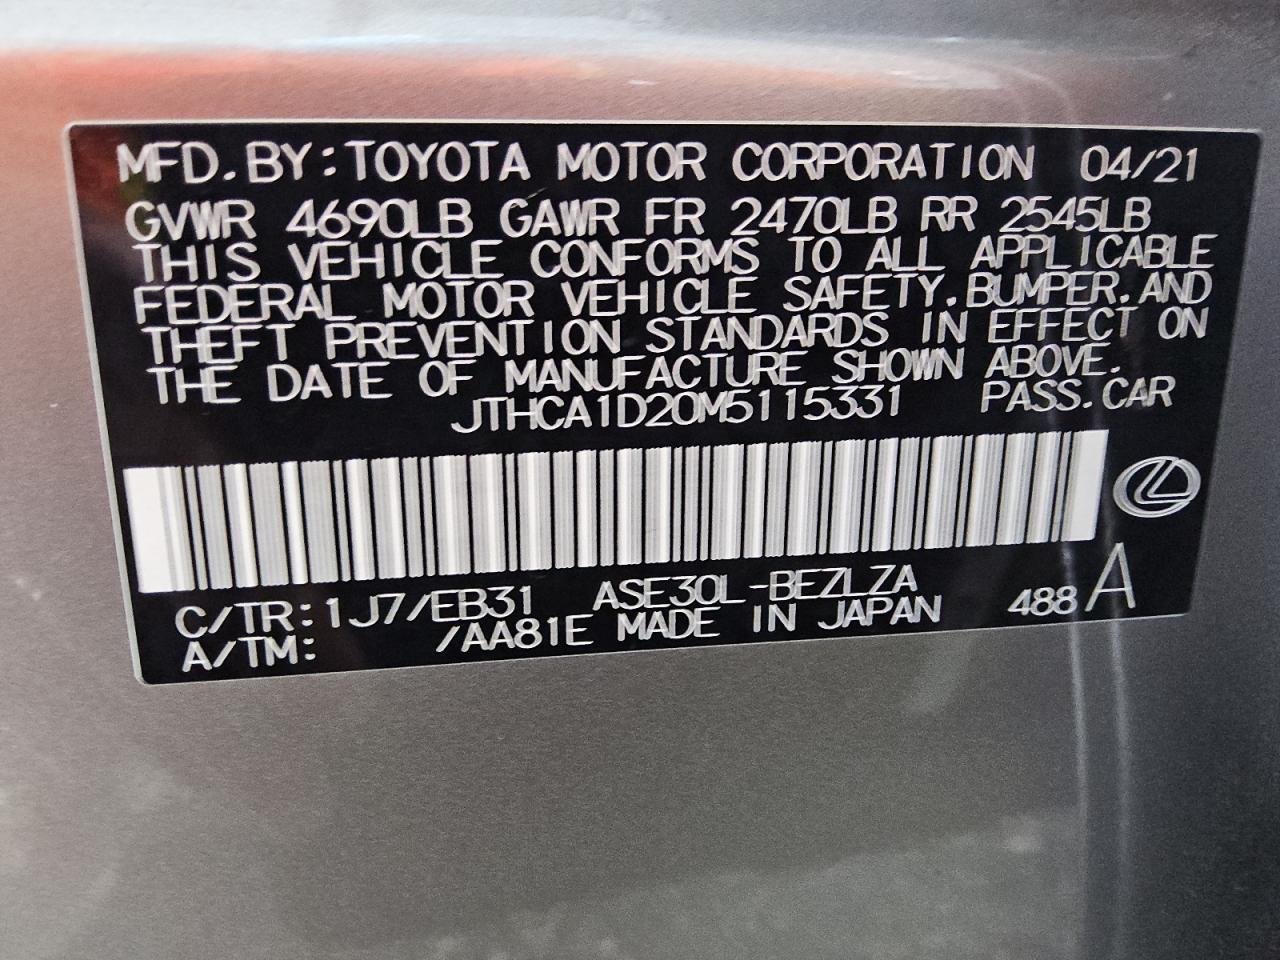 MFD. BY: TOYOTA MOTOR CORPORATION 04/21
GVWR 4690LB GAWR FR 2470LB RR 2545LB
THIS VEHICLE CONFORMS TO ALL APPLICABLE
FEDERAL MOTOR VEHICLE SAFETY, BUMPER, AND
THEFT PREVENTION STANDARDS IN EFFECT ON
THE DATE OF MANUFACTURE SHOWN ABOVE.
JTHCA1D20M5115331 PASS. CAR
C/TR: 1J7/EB31 ASE30L-BEZLZA 488 A
A/TM: /AA81E MADE IN JAPAN